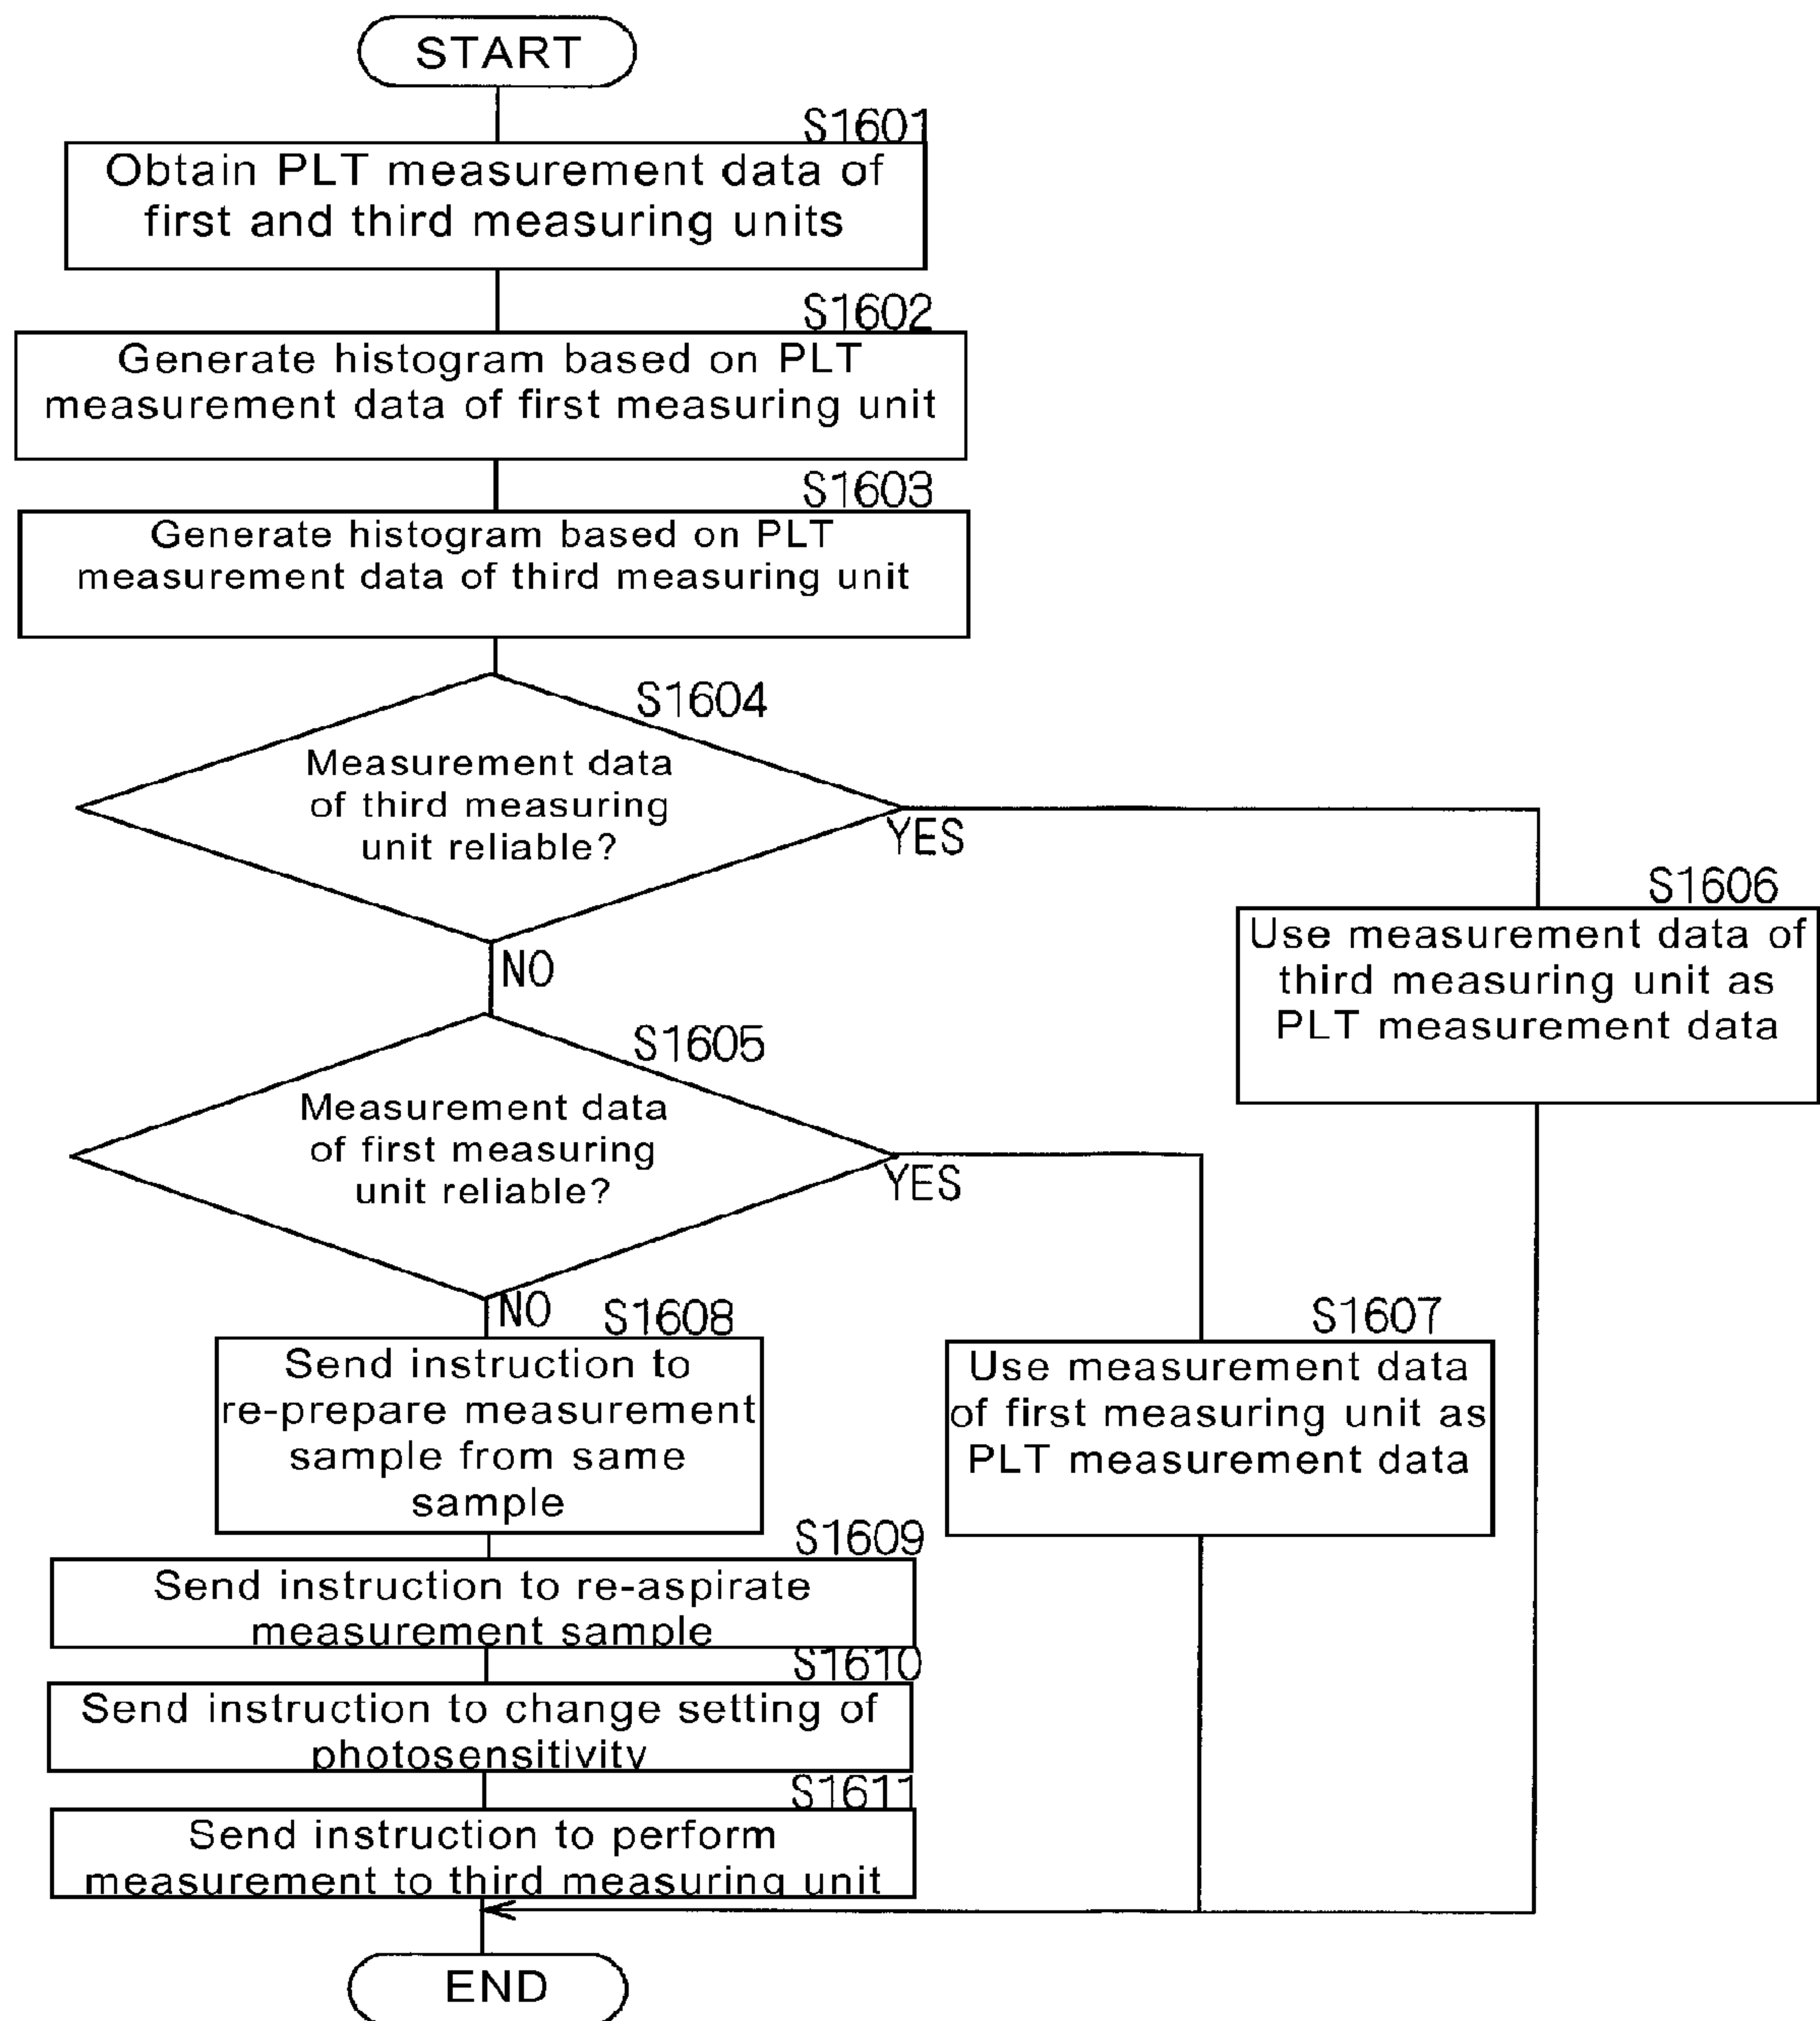 START
S1601
Obtain PLT measurement data of
first and third measuring units
S1602
Generate histogram based on PLT
measurement data of first measuring unit
S1603
Generate histogram based on PLT
measurement data of third measuring unit
S1604
Measurement data
of third measuring
unit reliable?
YES
NO
S1606
Use measurement data of
third measuring unit as
PLT measurement data
S1605
Measurement data
of first measuring
unit reliable?
YES
NO
S1607
Use measurement data
of first measuring unit as
PLT measurement data
S1608
Send instruction to
re-prepare measurement
sample from same
sample
S1609
Send instruction to re-aspirate
measurement sample
S1610
Send instruction to change setting of
photosensitivity
S1611
Send instruction to perform
measurement to third measuring unit
END